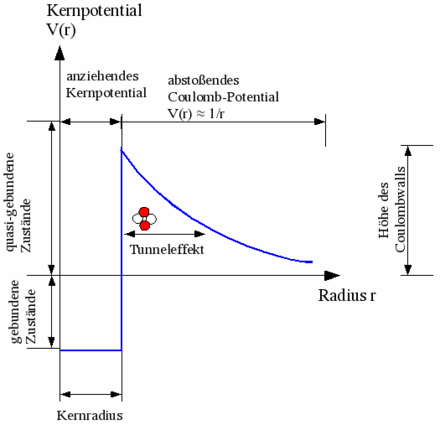 Kernpotential
V(r)
anziehendes
Kernpotential
abstoßendes
Coulomb-Potential
V(r) ≈ 1/r
quasi-gebundene
Zustände
gebundene
Zustände
Tunneleffekt
Höhe des
Coulombwalls
Radius r
Kernradius